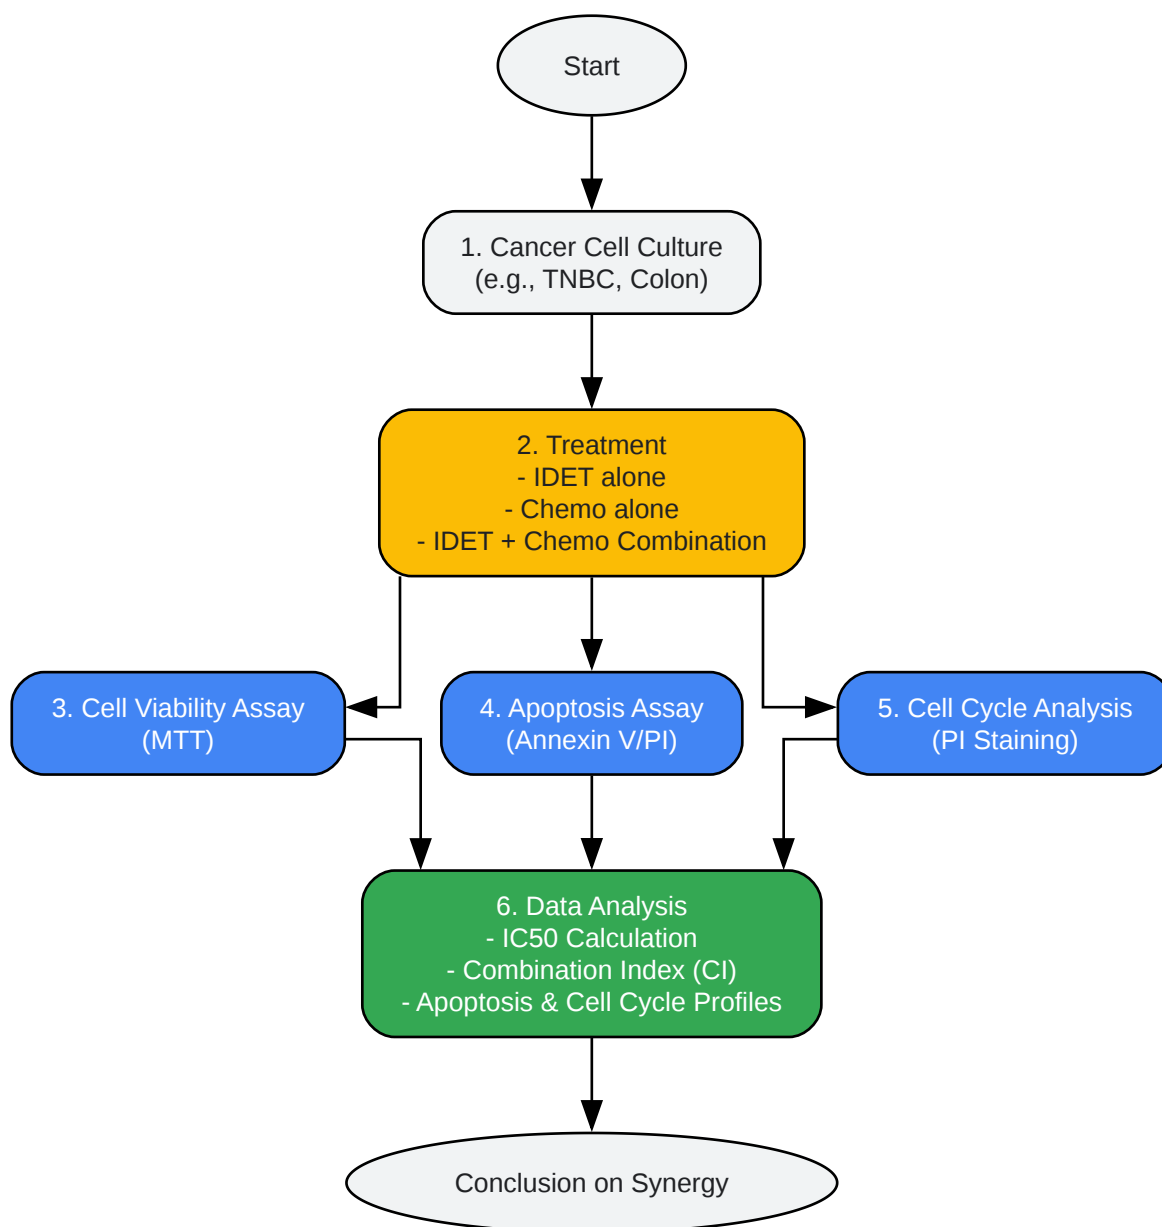 Start
1. Cancer Cell Culture
(e.g., TNBC, Colon)
2. Treatment
- IDET alone
- Chemo alone
- IDET + Chemo Combination
3. Cell Viability Assay
(MTT)
4. Apoptosis Assay
(Annexin V/PI)
5. Cell Cycle Analysis
(PI Staining)
6. Data Analysis
- IC50 Calculation
- Combination Index (CI)
- Apoptosis & Cell Cycle Profiles
Conclusion on Synergy